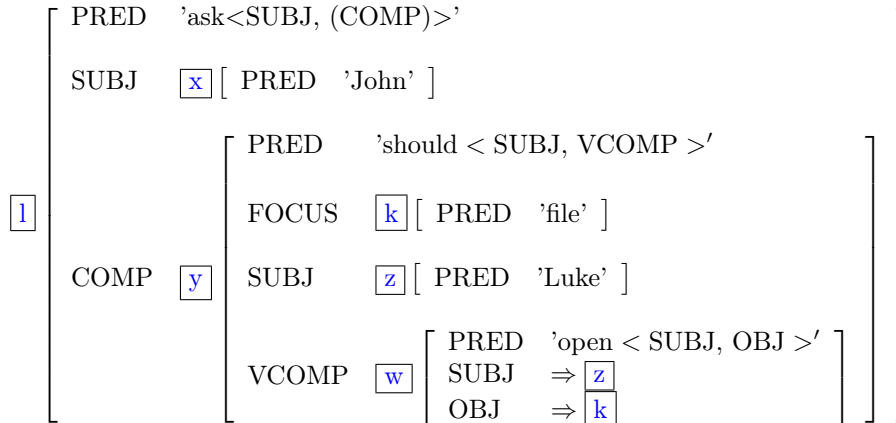 PRED 'ask<SUBJ, (COMP)>'
SUBJ x [ PRED 'John' ]
PRED 'should < SUBJ, VCOMP >′
l FOCUS k [ PRED 'file' ]
COMP y SUBJ z [ PRED 'Luke' ]
PRED 'open < SUBJ, OBJ >′
VCOMP w SUBJ ⇒ z
OBJ ⇒ k